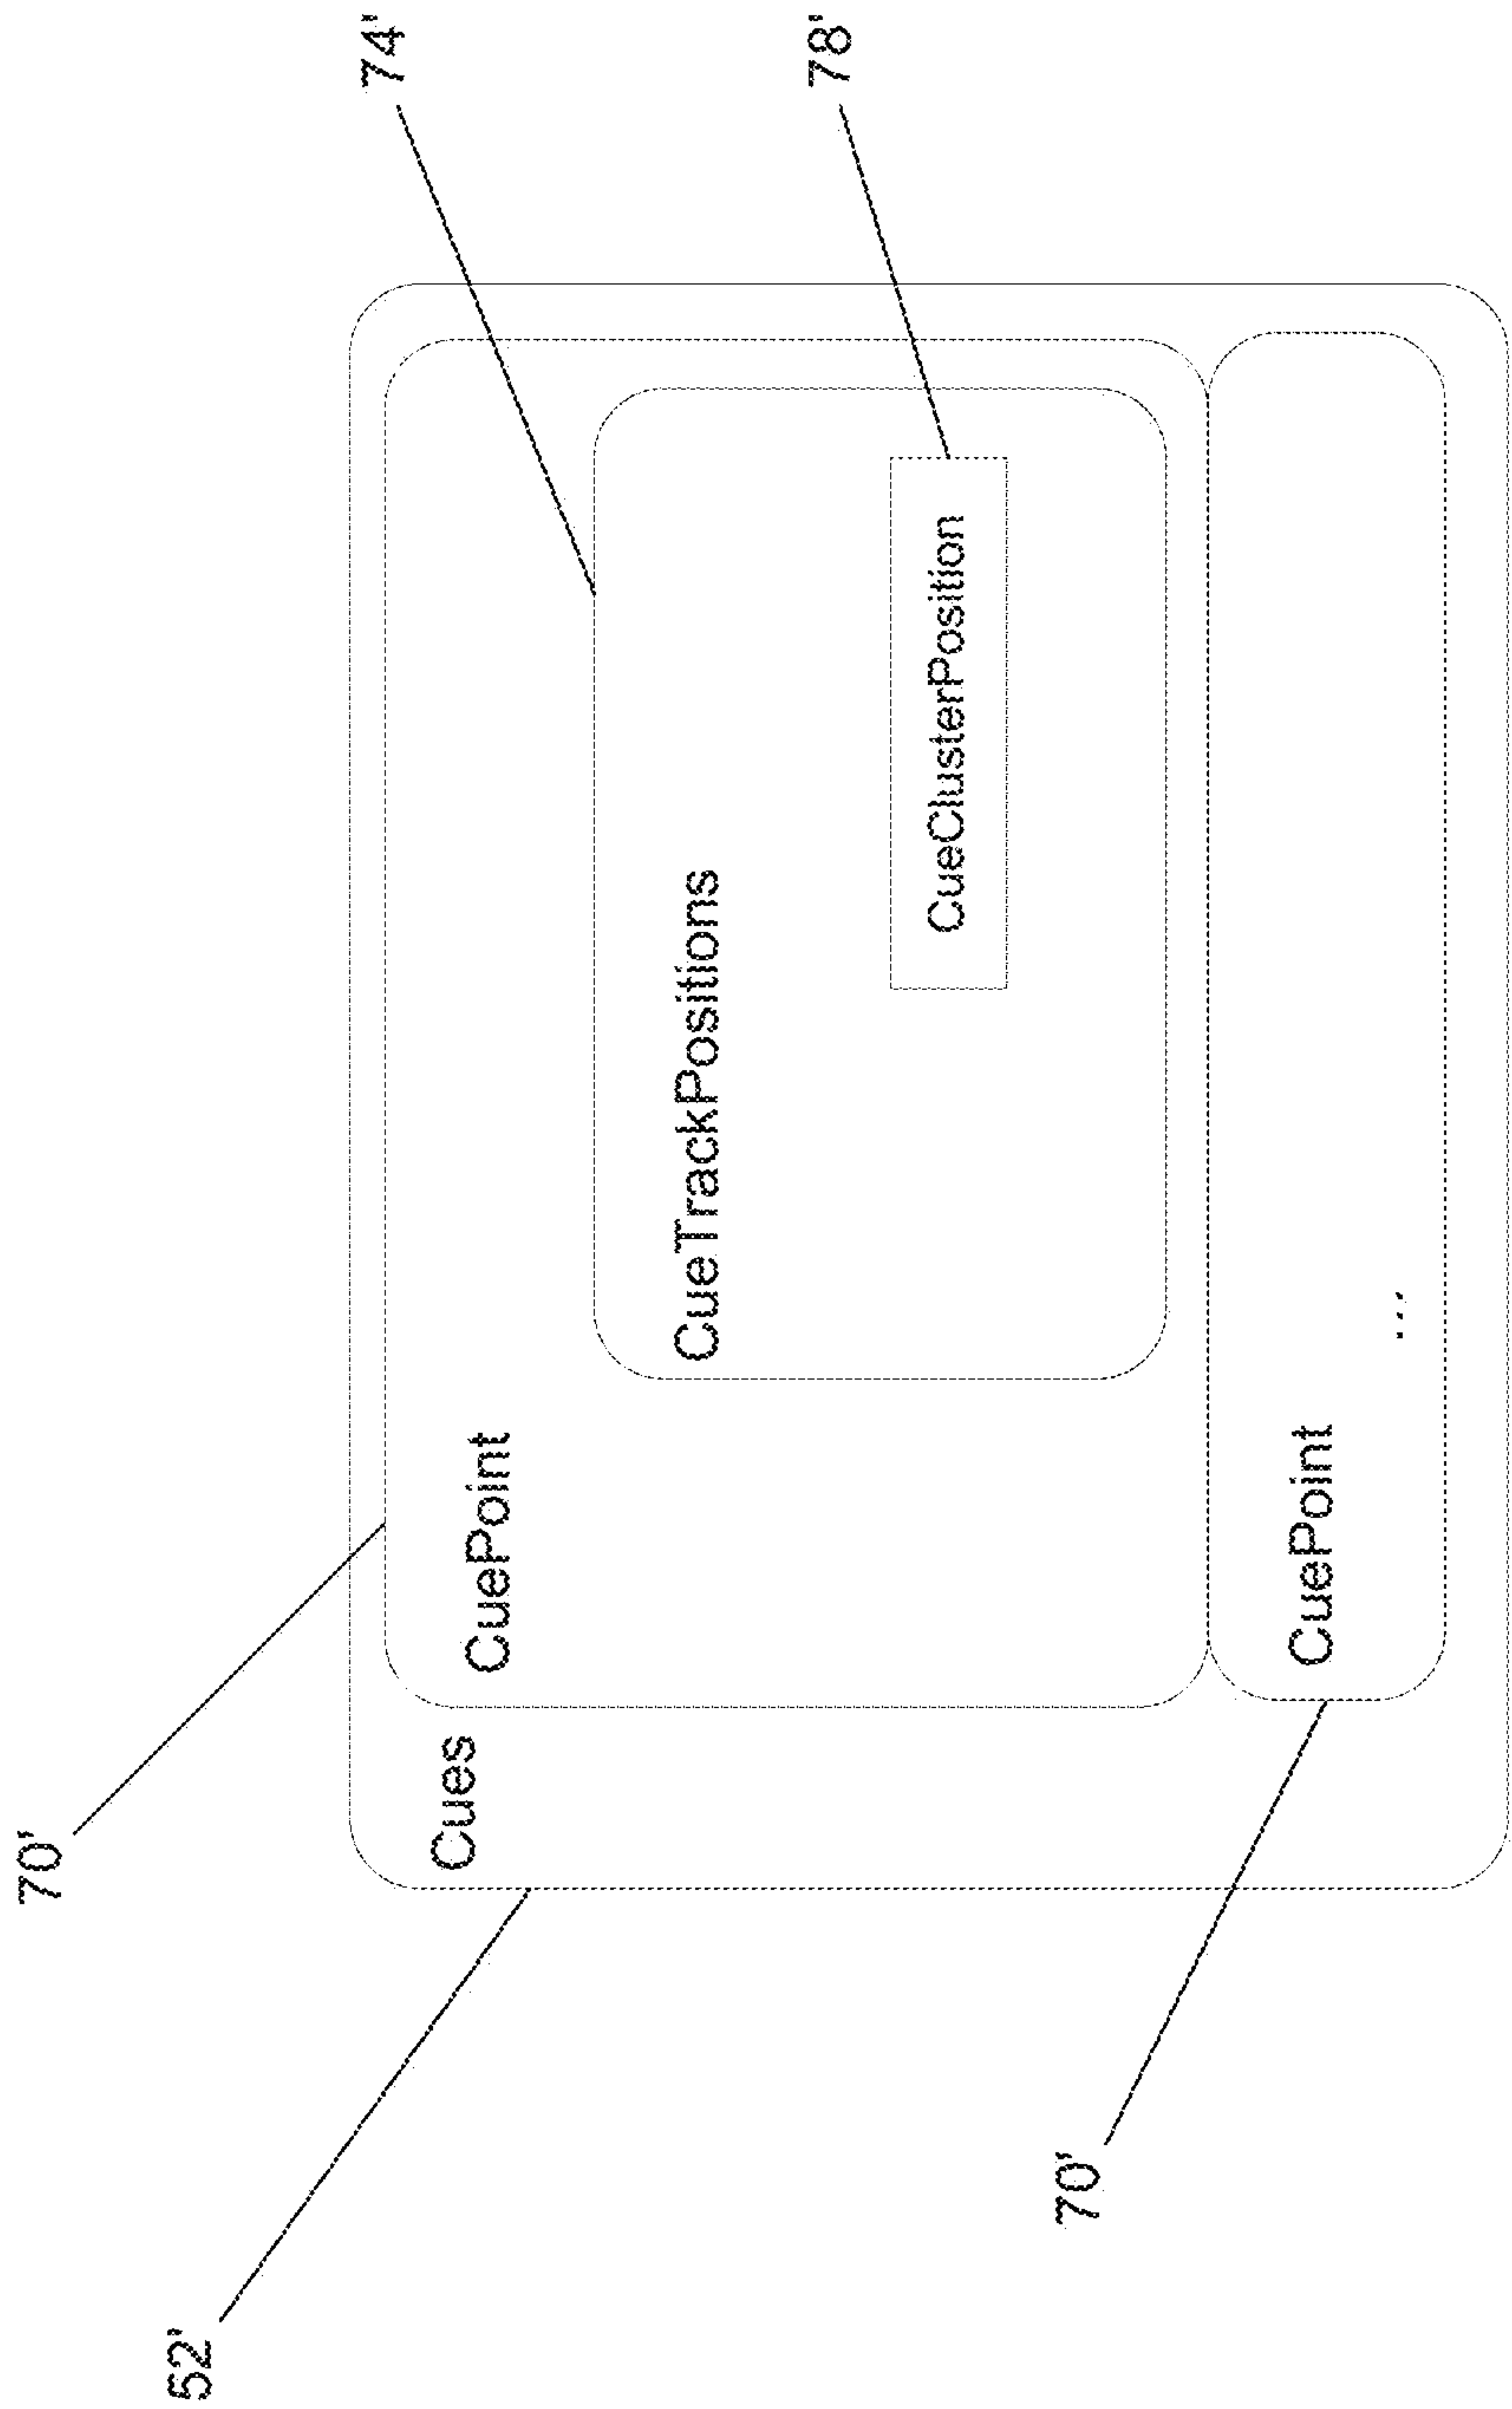 70'
52'
Cues
CuePoint
74'
CueTrackPositions
78'
CueClusterPosition
CuePoint
...
70'